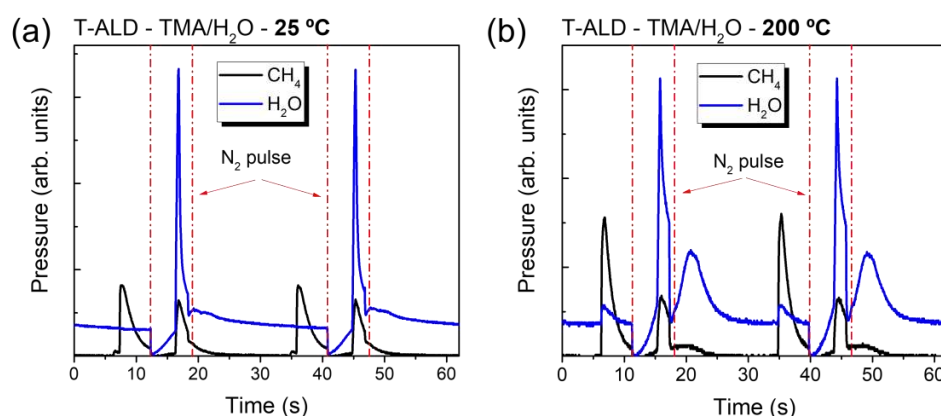 (a) T-ALD - TMA/H₂O - 25 ºC
CH₄
H₂O
N₂ pulse
Pressure (arb. units)
0 10 20 30 40 50 60
Time (s)
(b) T-ALD - TMA/H₂O - 200 ºC
CH₄
H₂O
N₂ pulse
Pressure (arb. units)
0 10 20 30 40 50 60
Time (s)